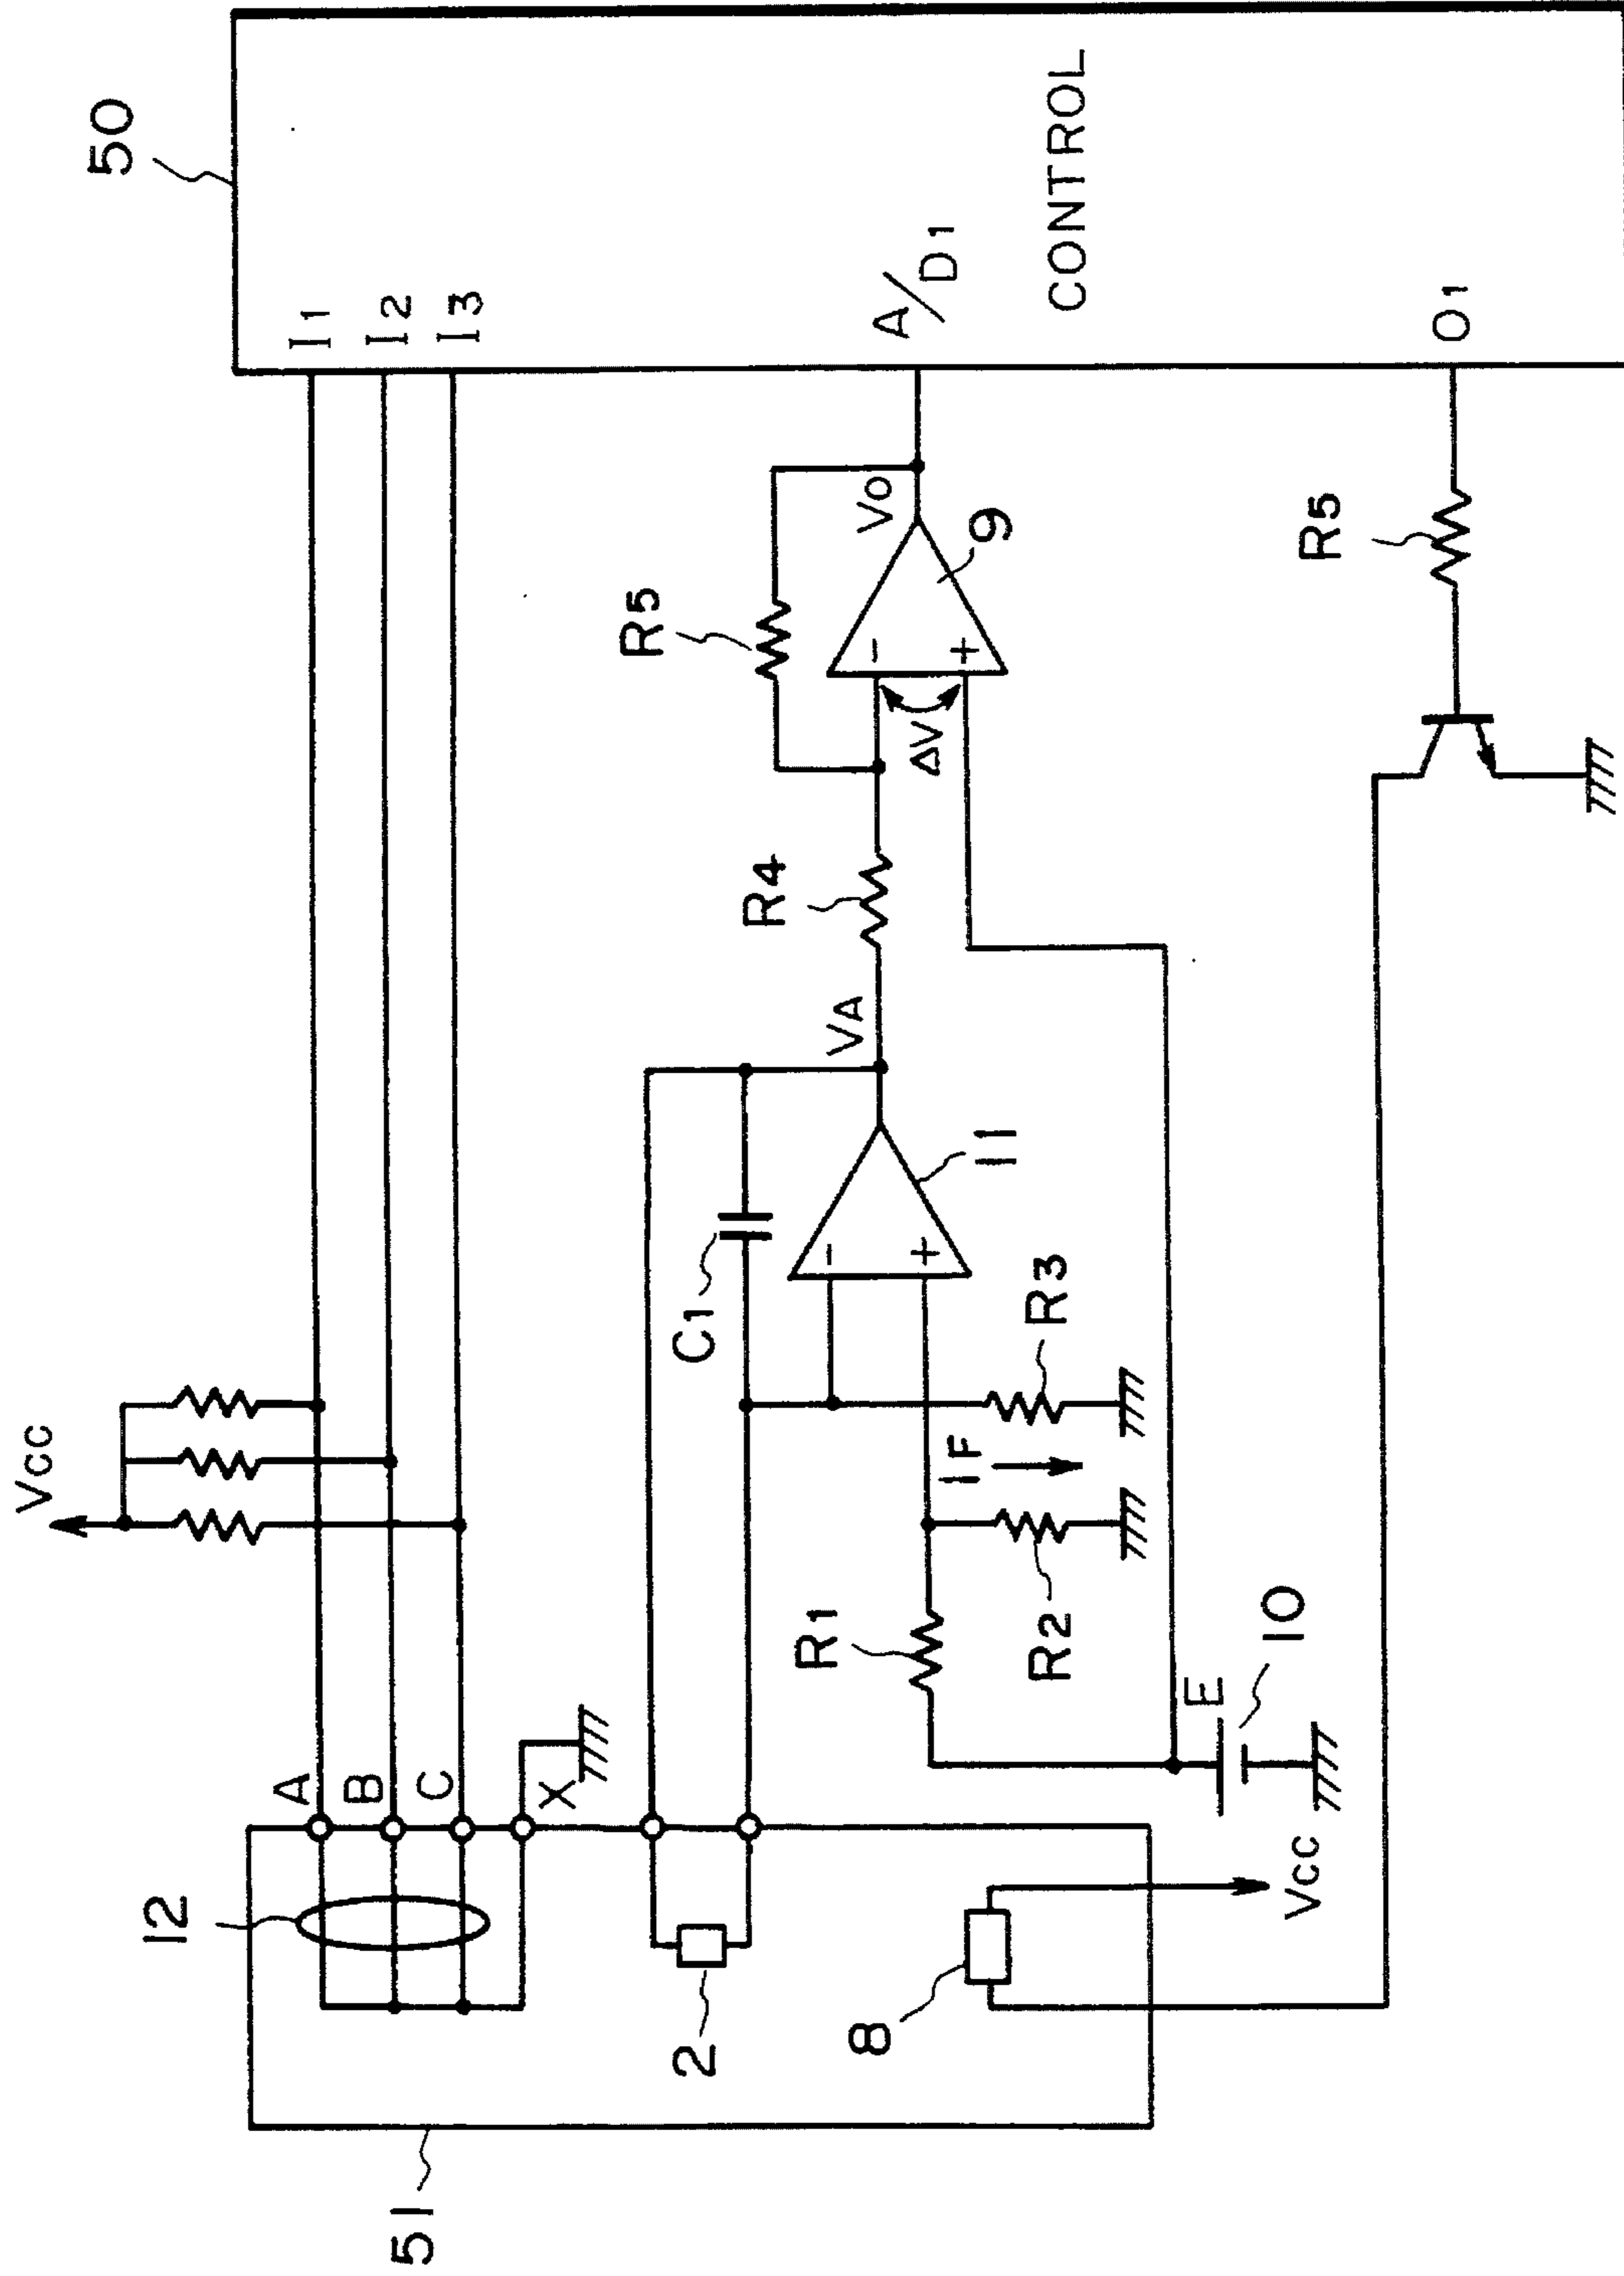 50
I1
I2
I3
A/D1
CONTROL
O1
Vcc
R5
Vo
9
ΔV
R4
VA
R5
C1
11
R3
IF
R1
R2
E
10
A
B
C
X
12
2
8
Vcc
51